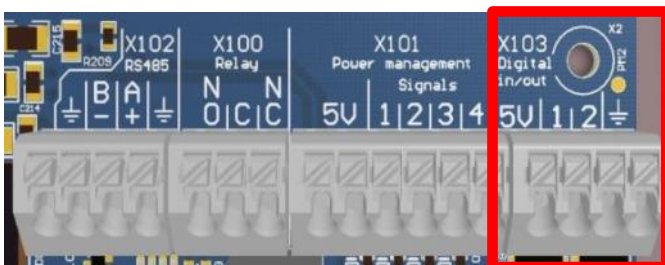 C215
R209
C214
X102
RS485
⏚ B A ⏚
- +
X100
Relay
N N
O|C|C
X101
Power management
Signals
5V|1|2|3|4
X103
Digital
in/out
X2
PM2
5V|1|2|⏚